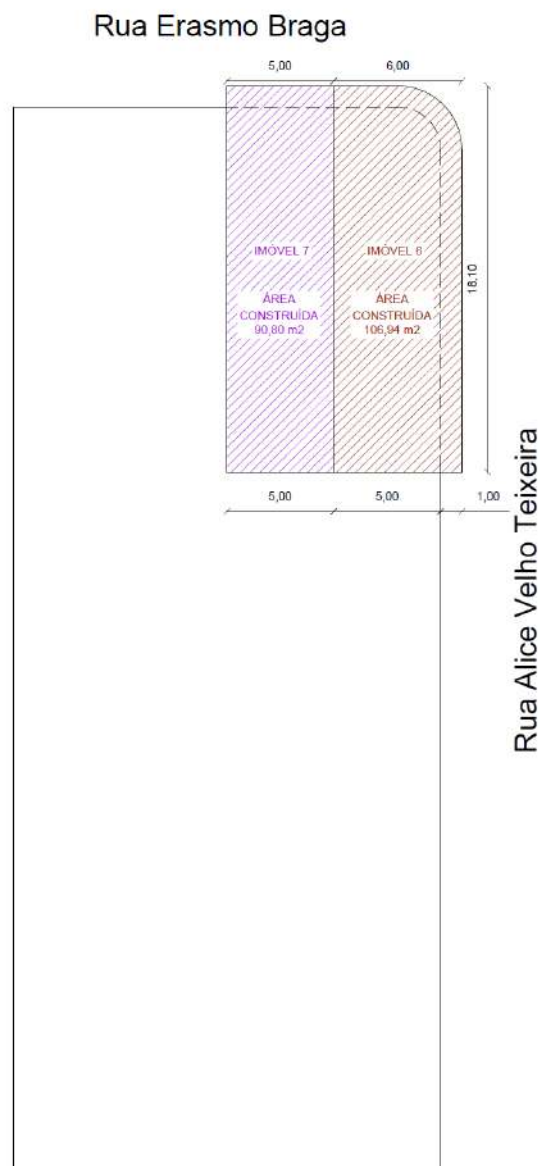 Rua Erasmo Braga
5,00 6,00
IMÓVEL 7 IMÓVEL 6
ÁREA ÁREA
CONSTRUÍDA CONSTRUÍDA
90,80 m2 106,94 m2
18,10
5,00 5,00 1,00
Rua Alice Velho Teixeira